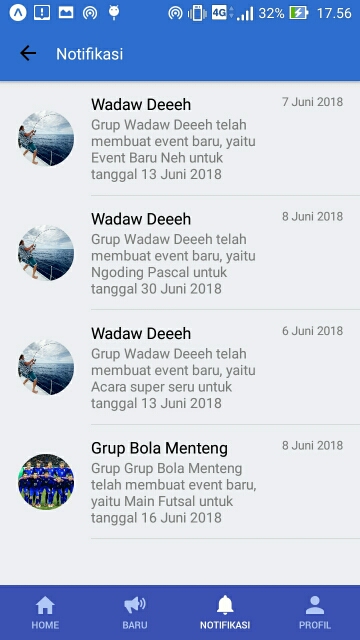 4G 32% 17.56
Notifikasi
Wadaw Deeeh 7 Juni 2018
Grup Wadaw Deeeh telah
membuat event baru, yaitu
Event Baru Neh untuk
tanggal 13 Juni 2018
Wadaw Deeeh 8 Juni 2018
Grup Wadaw Deeeh telah
membuat event baru, yaitu
Ngoding Pascal untuk
tanggal 30 Juni 2018
Wadaw Deeeh 6 Juni 2018
Grup Wadaw Deeeh telah
membuat event baru, yaitu
Acara super seru untuk
tanggal 13 Juni 2018
Grup Bola Menteng 8 Juni 2018
Grup Grup Bola Menteng
telah membuat event baru,
yaitu Main Futsal untuk
tanggal 16 Juni 2018
HOME BARU NOTIFIKASI PROFIL